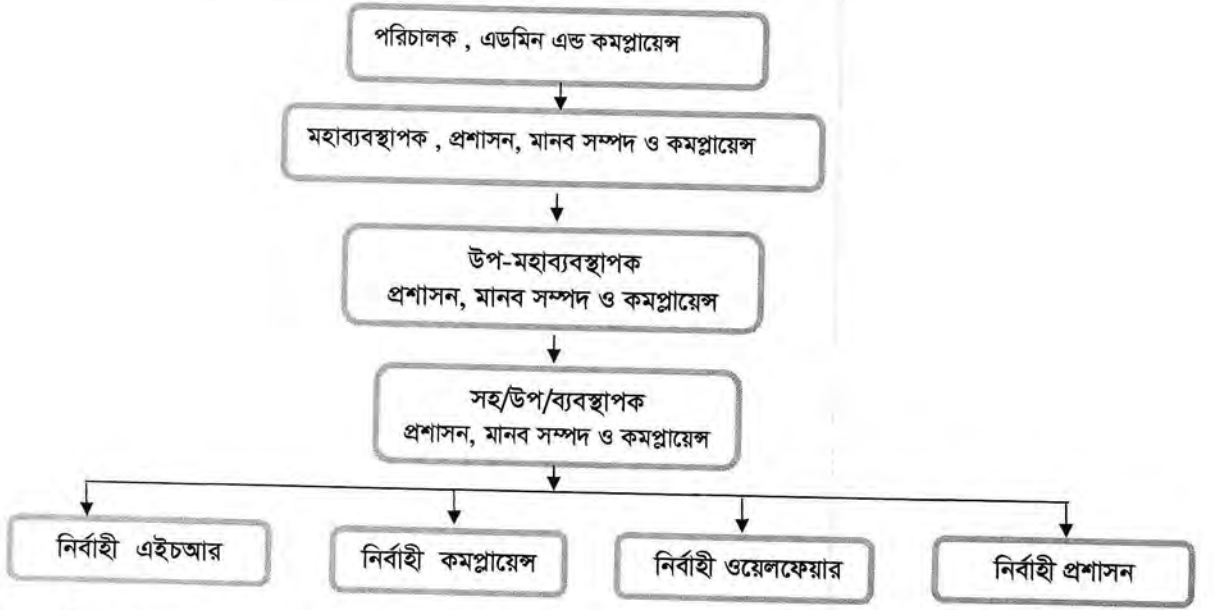 পরিচালক , এডমিন এন্ড কমপ্লায়েন্স
মহাব্যবস্থাপক , প্রশাসন, মানব সম্পদ ও কমপ্লায়েন্স
উপ-মহাব্যবস্থাপক
প্রশাসন, মানব সম্পদ ও কমপ্লায়েন্স
সহ/উপ/ব্যবস্থাপক
প্রশাসন, মানব সম্পদ ও কমপ্লায়েন্স
নির্বাহী এইচআর
নির্বাহী কমপ্লায়েন্স
নির্বাহী ওয়েলফেয়ার
নির্বাহী প্রশাসন